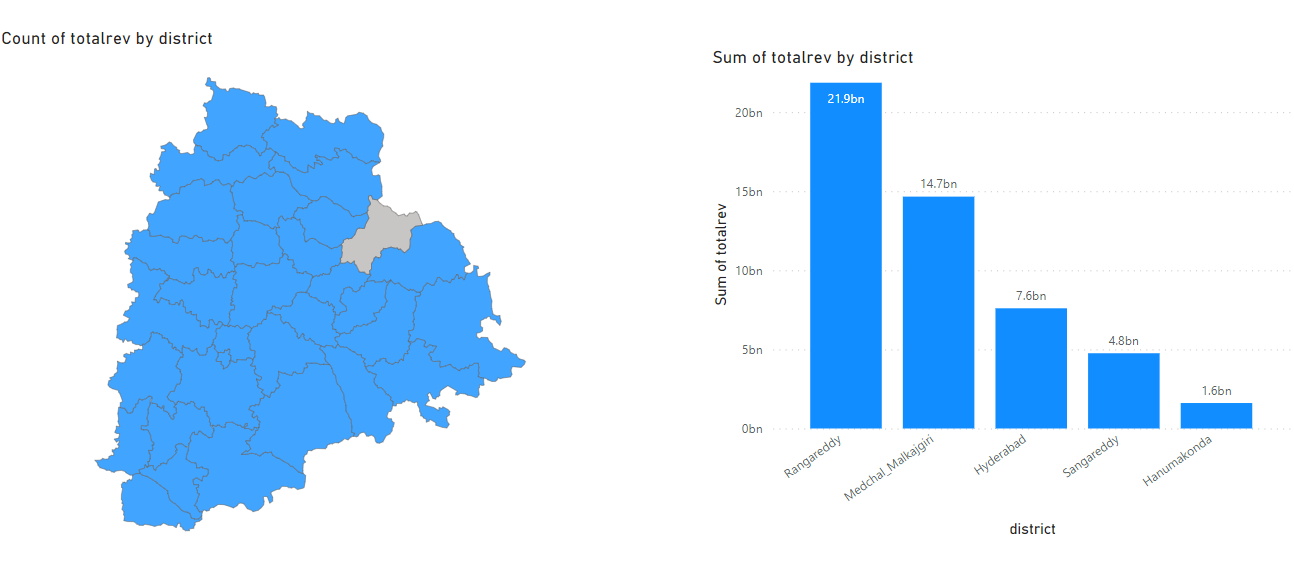 Count of totalrev by district
Sum of totalrev by district
Sum of totalrev
20bn
15bn
10bn
5bn
0bn
21.9bn
14.7bn
7.6bn
4.8bn
1.6bn
Rangareddy
Medchal_Malkajgiri
Hyderabad
Sangareddy
Hanumakonda
district